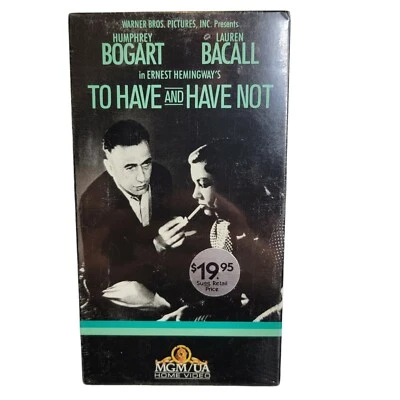 WARNER BROS. PICTURES, INC. Presents
HUMPHREY LAUREN
BOGART BACALL
in ERNEST HEMINGWAY'S
TO HAVE AND HAVE NOT
$19.95
Sugg. Retail
Price
MGM/UA
HOME VIDEO